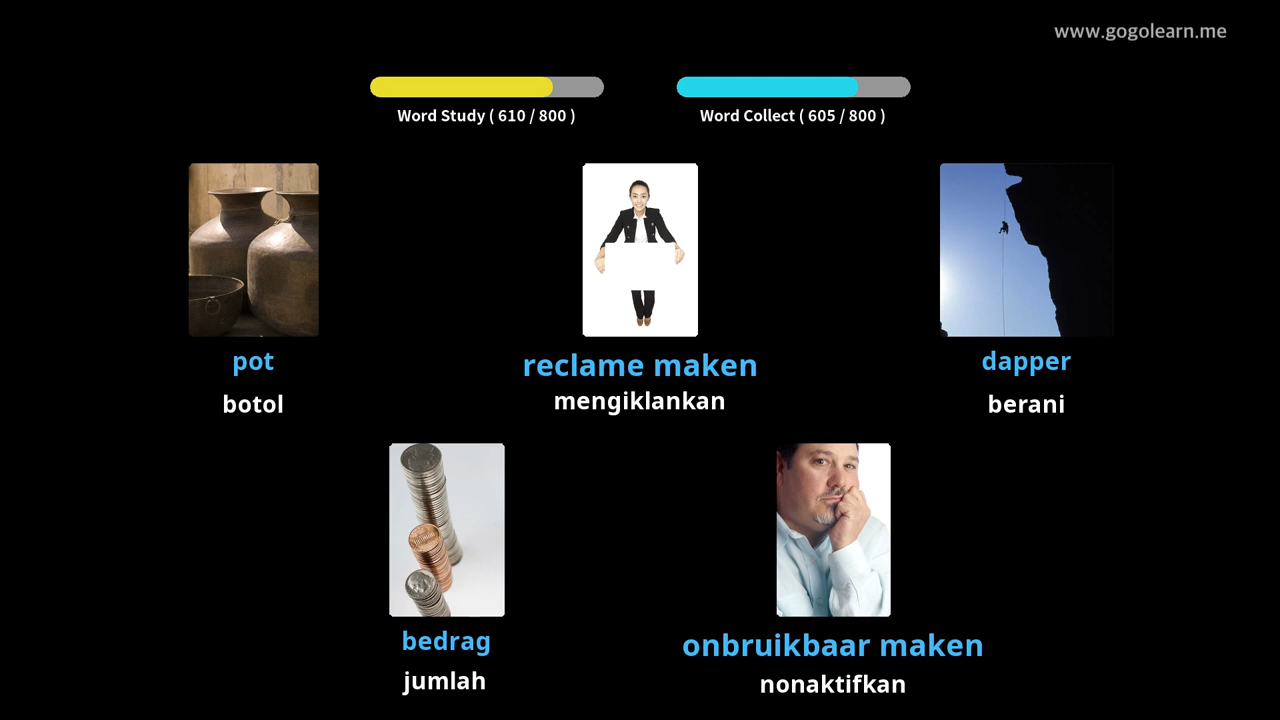 www.gogolearn.me
Word Study ( 610 / 800 )
Word Collect ( 605 / 800 )
pot
botol
reclame maken
mengiklankan
dapper
berani
bedrag
jumlah
onbruikbaar maken
nonaktifkan